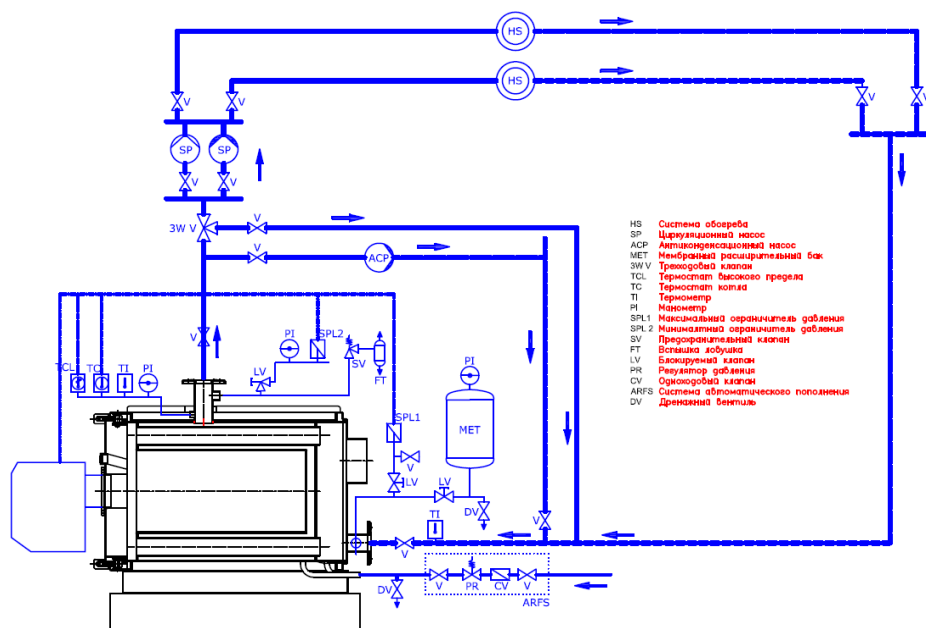 HS
HS
V
V
V
V
SP
SP
V
V
3W V
V
V
ACP
V
HS Система обогрева
SP Циркуляционный насос
ACP Антиконденсационный насос
MET Мембранный расширительный бак
3W V Трехходовый клапан
TCL Термостат высокого предела
TC Термостат котла
TI Термометр
PI Манометр
SPL1 Максимальный ограничитель давления
SPL 2 Минималтный ограничитель давления
SV Предохранительный клапан
FT Вспышка ловушка
LV Блокируемый клапан
PR Регулятор давления
CV Одноходовый клапан
ARFS Система автоматического пополнения
DV Дренажный вентиль
PI
SPL2
SV
FT
TCL
TC
TI
PI
LV
PI
SPL1
MET
V
LV
LV
DV
TI
V
V
DV
V
PR
CV
V
ARFS